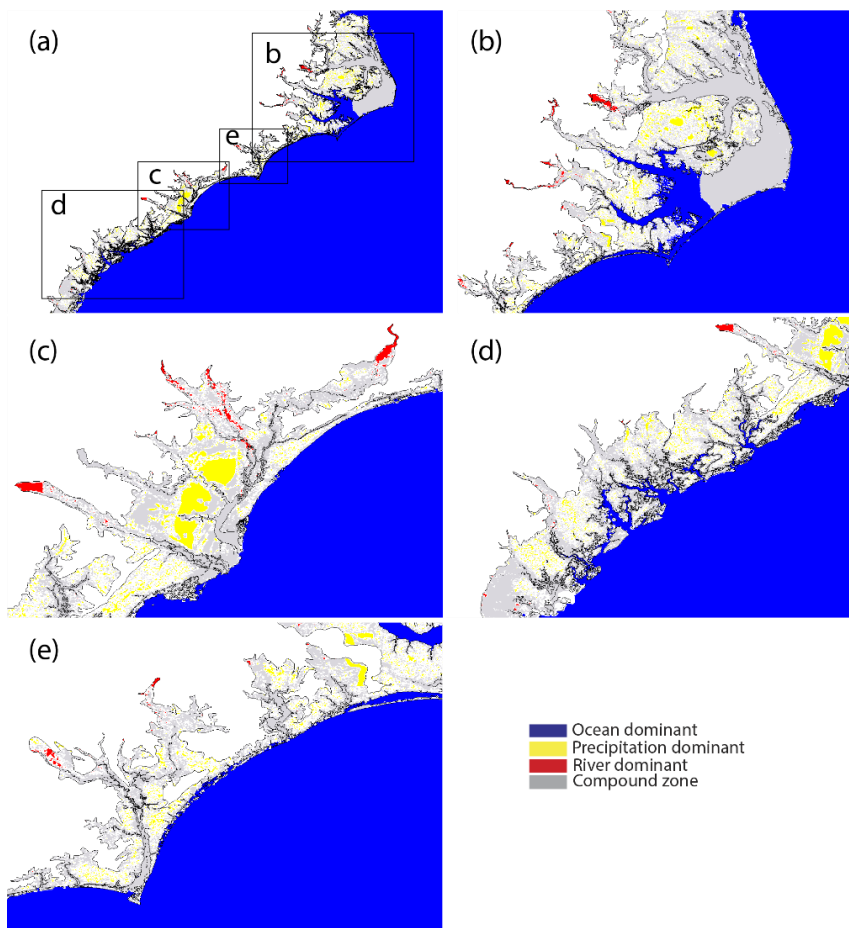 (a)
b
e
c
d
(b)
(c)
(d)
(e)
Ocean dominant
Precipitation dominant
River dominant
Compound zone